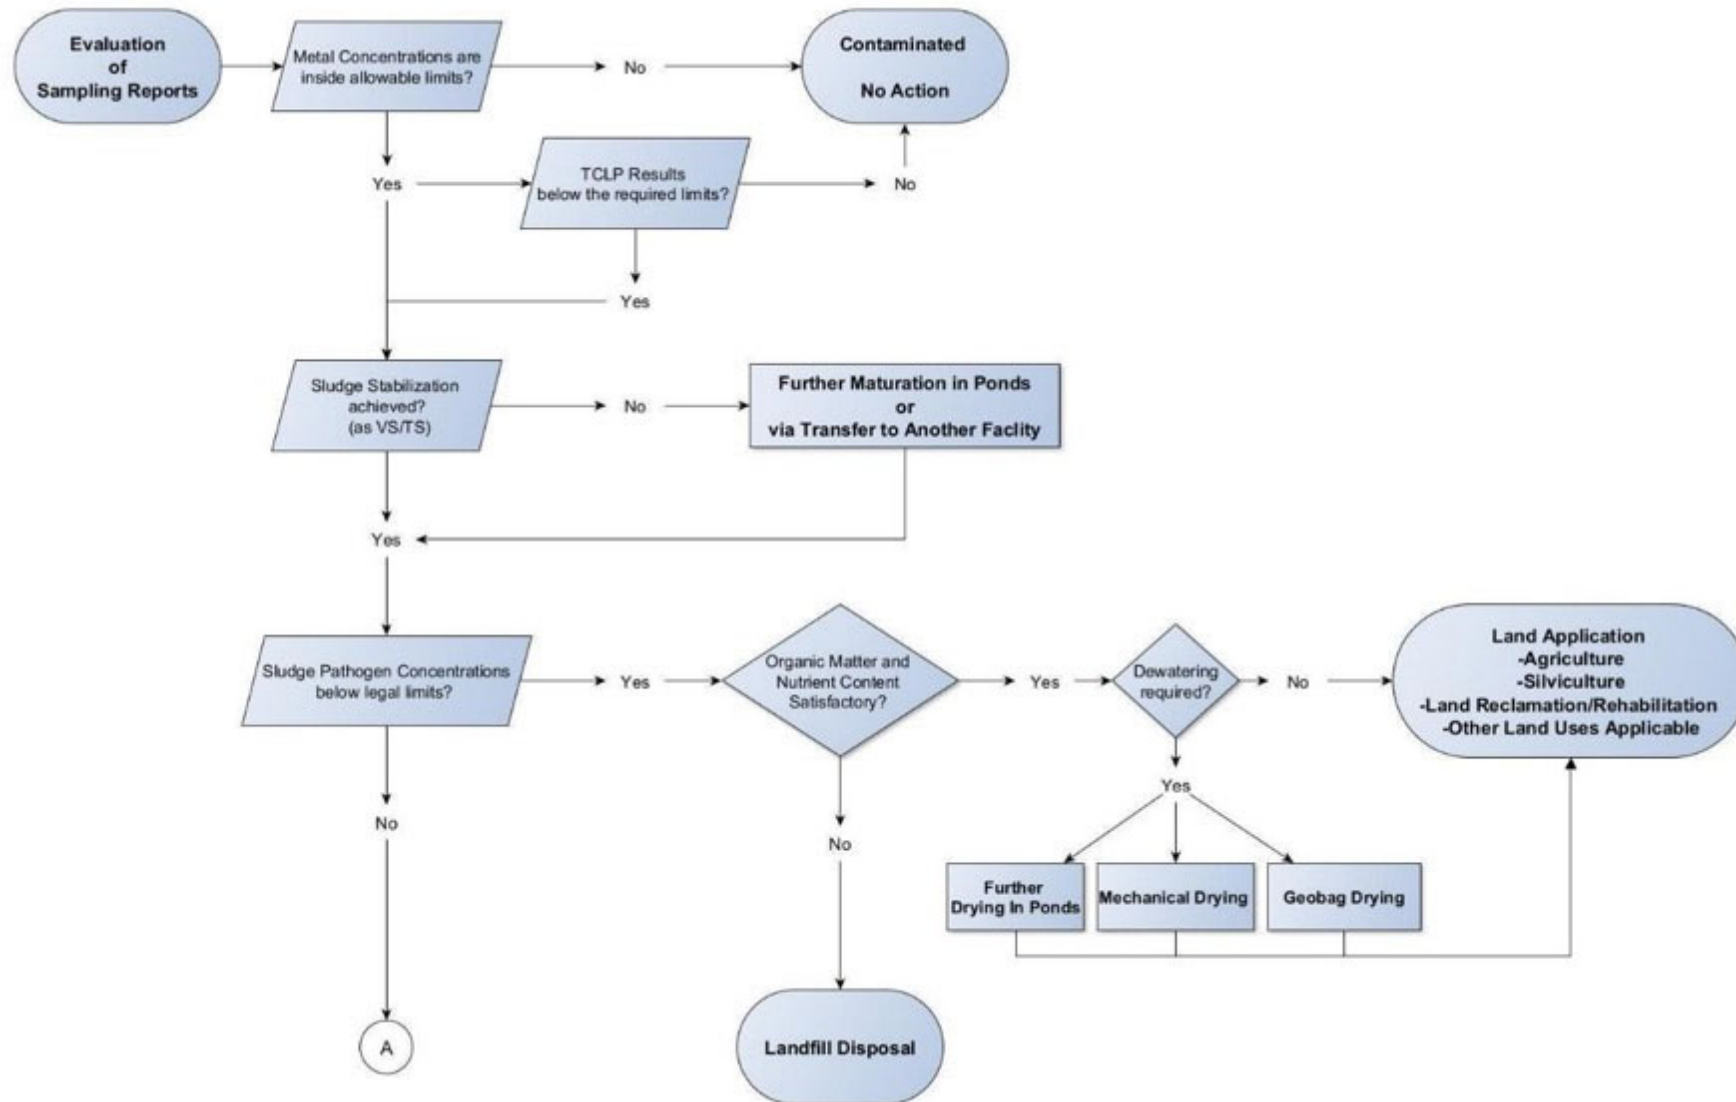 Evaluation
of
Sampling Reports
Metal Concentrations are
inside allowable limits?
No
Contaminated
No Action
Yes
TCLP Results
below the required limits?
No
Yes
Sludge Stabilization
achieved?
(as VS/TS)
No
Further Maturation in Ponds
or
via Transfer to Another Faclity
Yes
Sludge Pathogen Concentrations
below legal limits?
Yes
Organic Matter and
Nutrient Content
Satisfactory?
Yes
Dewatering
required?
No
Land Application
-Agriculture
-Silviculture
-Land Reclamation/Rehabilitation
-Other Land Uses Applicable
Yes
No
No
Further
Drying In Ponds
Mechanical Drying
Geobag Drying
A
Landfill Disposal